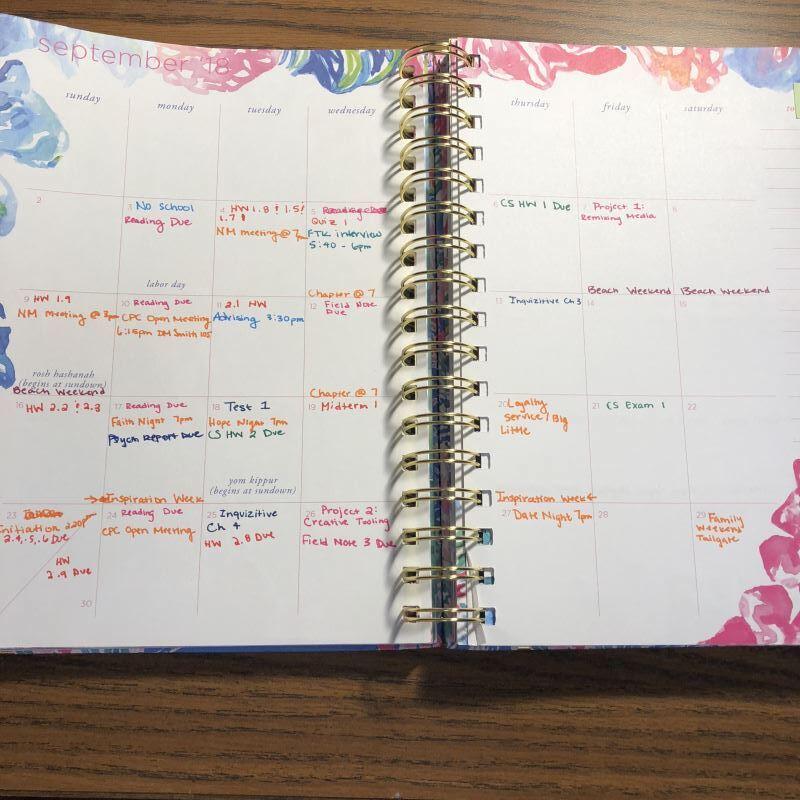 september '18
sunday
monday
tuesday
wednesday
thursday
friday
saturday
2
3 No school
Reading Due
labor day
4 HW 1.8 & 1.5!
1.7!
NM meeting @ 7pm
5
Quiz 1
FTK interview
5:40 - 6pm
Chapter @ 7
6 CS HW 1 Due
7 Project 1:
Remixing Media
Beach Weekend
8
Beach Weekend
9 HW 1.9
NM meeting @ 3pm
rosh hashanah
(begins at sundown)
Beach Weekend
10 Reading Due
CPC Open Meeting
6:15pm DM Smith 105
11 2.1 HW
Advising 3:30pm
12 Field Note
Due
Chapter @ 7
13 Inquizitive Ch 3
14
15
16 HW 2.2 & 2.3
17 Reading Due
Faith Night 7pm
Psych Report Due
→ Inspiration Week
18 Test 1
Hope Night 7pm
CS HW 2 Due
yom kippur
(begins at sundown)
19 Midterm 1
20 Loyalty
Service / Big
Little
Inspiration Week ←
21 CS Exam 1
22
23
Initiation
2.4, .5, .6 Due
HW
2.9 Due
30
24 Reading Due
CPC Open Meeting
25 Inquizitive
Ch 4
HW 2.8 Due
26 Project 2:
Creative Tooling
Field Note 3 Due
27 Date Night 7pm
28
29 Family
Weekend
Tailgate